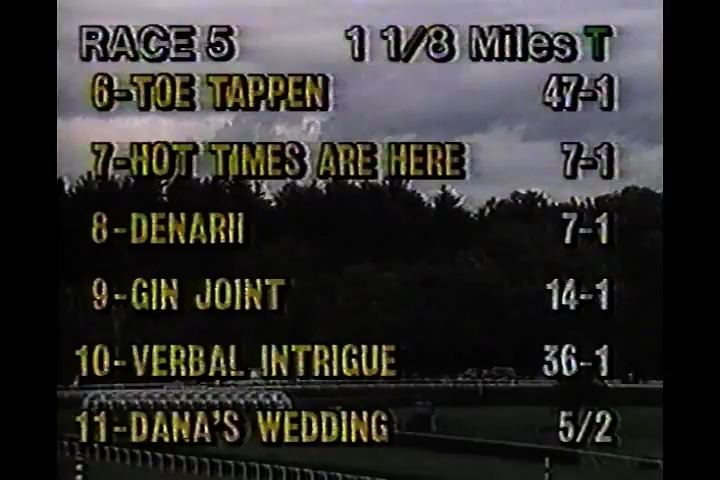 RACE 5 1 1/8 Miles T
6-TOE TAPPEN 47-1
7-HOT TIMES ARE HERE 7-1
8-DENARII 7-1
9-GIN JOINT 14-1
10-VERBAL INTRIGUE 36-1
11-DANA'S WEDDING 5/2